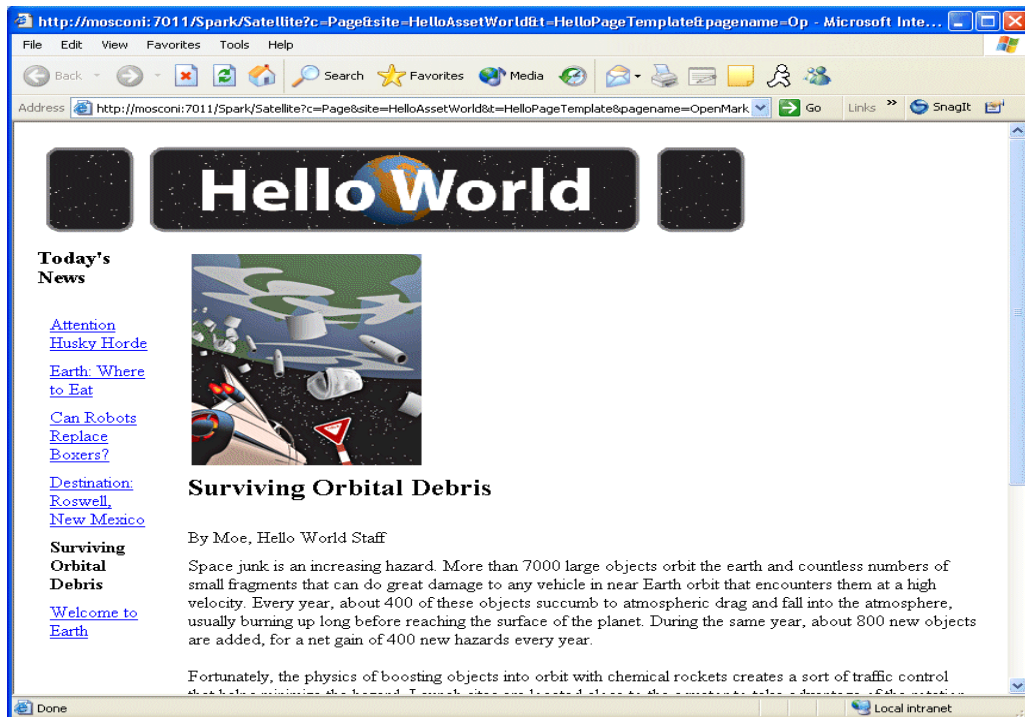 http://mosconi:7011/Spark/Satellite?c=Page&site=HelloAssetWorld&t=HelloPageTemplate&pagename=Op - Microsoft Inte...
File Edit View Favorites Tools Help
Back Search Favorites Media
Address http://mosconi:7011/Spark/Satellite?c=Page&site=HelloAssetWorld&t=HelloPageTemplate&pagename=OpenMark Go Links » SnagIt
Hello World
Today's
News
Attention
Husky Horde
Earth: Where
to Eat
Can Robots
Replace
Boxers?
Destination:
Roswell,
New Mexico
Surviving
Orbital
Debris
Welcome to
Earth
Surviving Orbital Debris
By Moe, Hello World Staff
Space junk is an increasing hazard. More than 7000 large objects orbit the earth and countless numbers of
small fragments that can do great damage to any vehicle in near Earth orbit that encounters them at a high
velocity. Every year, about 400 of these objects succumb to atmospheric drag and fall into the atmosphere,
usually burning up long before reaching the surface of the planet. During the same year, about 800 new objects
are added, for a net gain of 400 new hazards every year.
Fortunately, the physics of boosting objects into orbit with chemical rockets creates a sort of traffic control
Done Local intranet